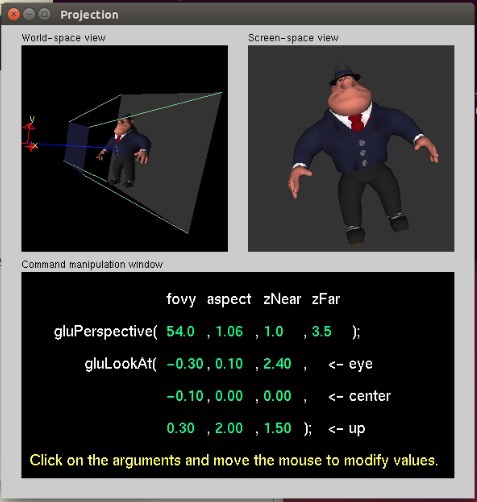 Projection
World-space view
Screen-space view
y
x
Command manipulation window
fovy aspect zNear zFar
gluPerspective( 54.0 , 1.06 , 1.0 , 3.5 );
gluLookAt( -0.30 , 0.10 , 2.40 , <- eye
-0.10 , 0.00 , 0.00 , <- center
0.30 , 2.00 , 1.50 ); <- up
Click on the arguments and move the mouse to modify values.